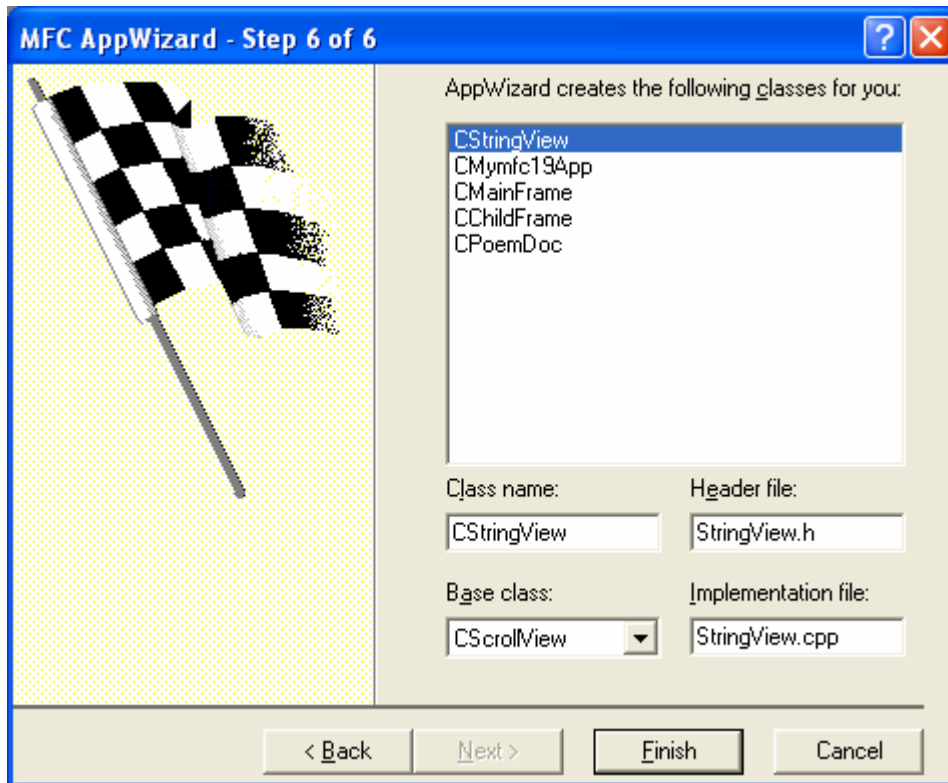 MFC AppWizard - Step 6 of 6
AppWizard creates the following classes for you:
CStringView
CMymfc19App
CMainFrame
CChildFrame
CPoemDoc
Class name:
Header file:
CStringView
StringView.h
Base class:
Implementation file:
CScrollView
StringView.cpp
< Back
Next >
Finish
Cancel